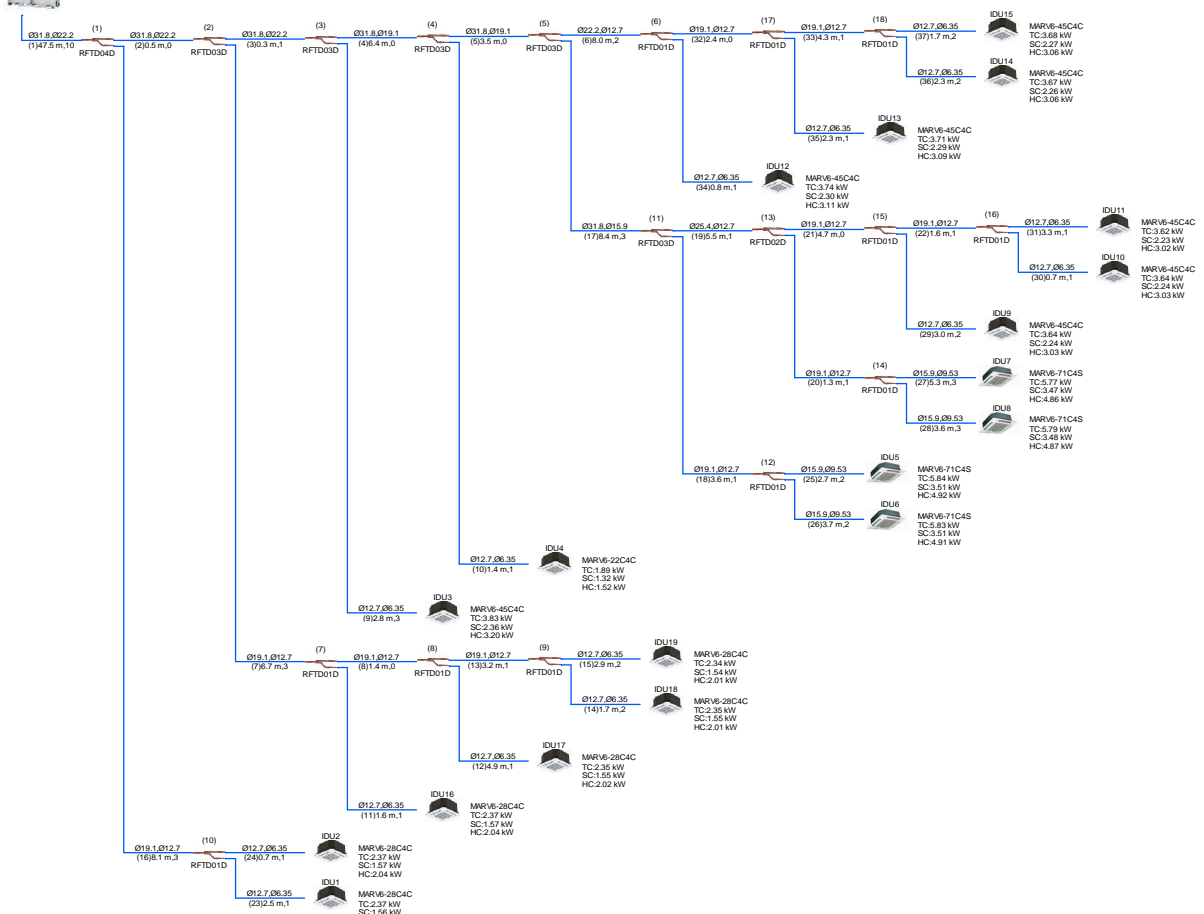 Ø31.8,Ø22.2
(1)47.5 m,10
(1)
RFTD04D
Ø31.8,Ø22.2
(2)0.5 m,0
(2)
RFTD03D
Ø31.8,Ø22.2
(3)0.3 m,1
(3)
RFTD03D
Ø31.8,Ø19.1
(4)6.4 m,0
(4)
RFTD03D
Ø31.8,Ø19.1
(5)3.5 m,0
(5)
RFTD03D
Ø22.2,Ø12.7
(6)8.0 m,2
(6)
RFTD01D
Ø19.1,Ø12.7
(32)2.4 m,0
(17)
RFTD01D
Ø19.1,Ø12.7
(33)4.3 m,1
(18)
RFTD01D
Ø12.7,Ø6.35
(37)1.7 m,2
IDU15
MARV6-45C4C
TC:3.68 kW
SC:2.27 kW
HC:3.06 kW
Ø12.7,Ø6.35
(36)2.3 m,2
IDU14
MARV6-45C4C
TC:3.67 kW
SC:2.26 kW
HC:3.06 kW
Ø12.7,Ø6.35
(35)2.3 m,1
IDU13
MARV6-45C4C
TC:3.71 kW
SC:2.29 kW
HC:3.09 kW
Ø12.7,Ø6.35
(34)0.8 m,1
IDU12
MARV6-45C4C
TC:3.74 kW
SC:2.30 kW
HC:3.11 kW
Ø31.8,Ø15.9
(17)8.4 m,3
(11)
RFTD03D
Ø25.4,Ø12.7
(19)5.5 m,1
(13)
RFTD02D
Ø19.1,Ø12.7
(21)4.7 m,0
(15)
RFTD01D
Ø19.1,Ø12.7
(22)1.6 m,1
(16)
RFTD01D
Ø12.7,Ø6.35
(31)3.3 m,1
IDU11
MARV6-45C4C
TC:3.62 kW
SC:2.23 kW
HC:3.02 kW
Ø12.7,Ø6.35
(30)0.7 m,1
IDU10
MARV6-45C4C
TC:3.64 kW
SC:2.24 kW
HC:3.03 kW
Ø12.7,Ø6.35
(29)3.0 m,2
IDU9
MARV6-45C4C
TC:3.64 kW
SC:2.24 kW
HC:3.03 kW
Ø19.1,Ø12.7
(20)1.3 m,1
(14)
RFTD01D
Ø15.9,Ø9.53
(27)5.3 m,3
IDU7
MARV6-71C4S
TC:5.77 kW
SC:3.47 kW
HC:4.86 kW
Ø15.9,Ø9.53
(28)3.6 m,3
IDU8
MARV6-71C4S
TC:5.79 kW
SC:3.48 kW
HC:4.87 kW
Ø19.1,Ø12.7
(18)3.6 m,1
(12)
RFTD01D
Ø15.9,Ø9.53
(25)2.7 m,2
IDU5
MARV6-71C4S
TC:5.84 kW
SC:3.51 kW
HC:4.92 kW
Ø15.9,Ø9.53
(26)3.7 m,2
IDU6
MARV6-71C4S
TC:5.83 kW
SC:3.51 kW
HC:4.91 kW
Ø12.7,Ø6.35
(10)1.4 m,1
IDU4
MARV6-22C4C
TC:1.89 kW
SC:1.32 kW
HC:1.52 kW
Ø12.7,Ø6.35
(9)2.8 m,3
IDU3
MARV6-45C4C
TC:3.83 kW
SC:2.36 kW
HC:3.20 kW
Ø19.1,Ø12.7
(7)6.7 m,3
(7)
RFTD01D
Ø19.1,Ø12.7
(8)1.4 m,0
(8)
RFTD01D
Ø19.1,Ø12.7
(13)3.2 m,1
(9)
RFTD01D
Ø12.7,Ø6.35
(15)2.9 m,2
IDU19
MARV6-28C4C
TC:2.34 kW
SC:1.54 kW
HC:2.01 kW
Ø12.7,Ø6.35
(14)1.7 m,2
IDU18
MARV6-28C4C
TC:2.35 kW
SC:1.55 kW
HC:2.01 kW
Ø12.7,Ø6.35
(12)4.9 m,1
IDU17
MARV6-28C4C
TC:2.35 kW
SC:1.55 kW
HC:2.02 kW
Ø12.7,Ø6.35
(11)1.6 m,1
IDU16
MARV6-28C4C
TC:2.37 kW
SC:1.57 kW
HC:2.04 kW
Ø19.1,Ø12.7
(16)8.1 m,3
(10)
RFTD01D
Ø12.7,Ø6.35
(24)0.7 m,1
IDU2
MARV6-28C4C
TC:2.37 kW
SC:1.57 kW
HC:2.04 kW
Ø12.7,Ø6.35
(23)2.5 m,1
IDU1
MARV6-28C4C
TC:2.37 kW
SC:1.56 kW